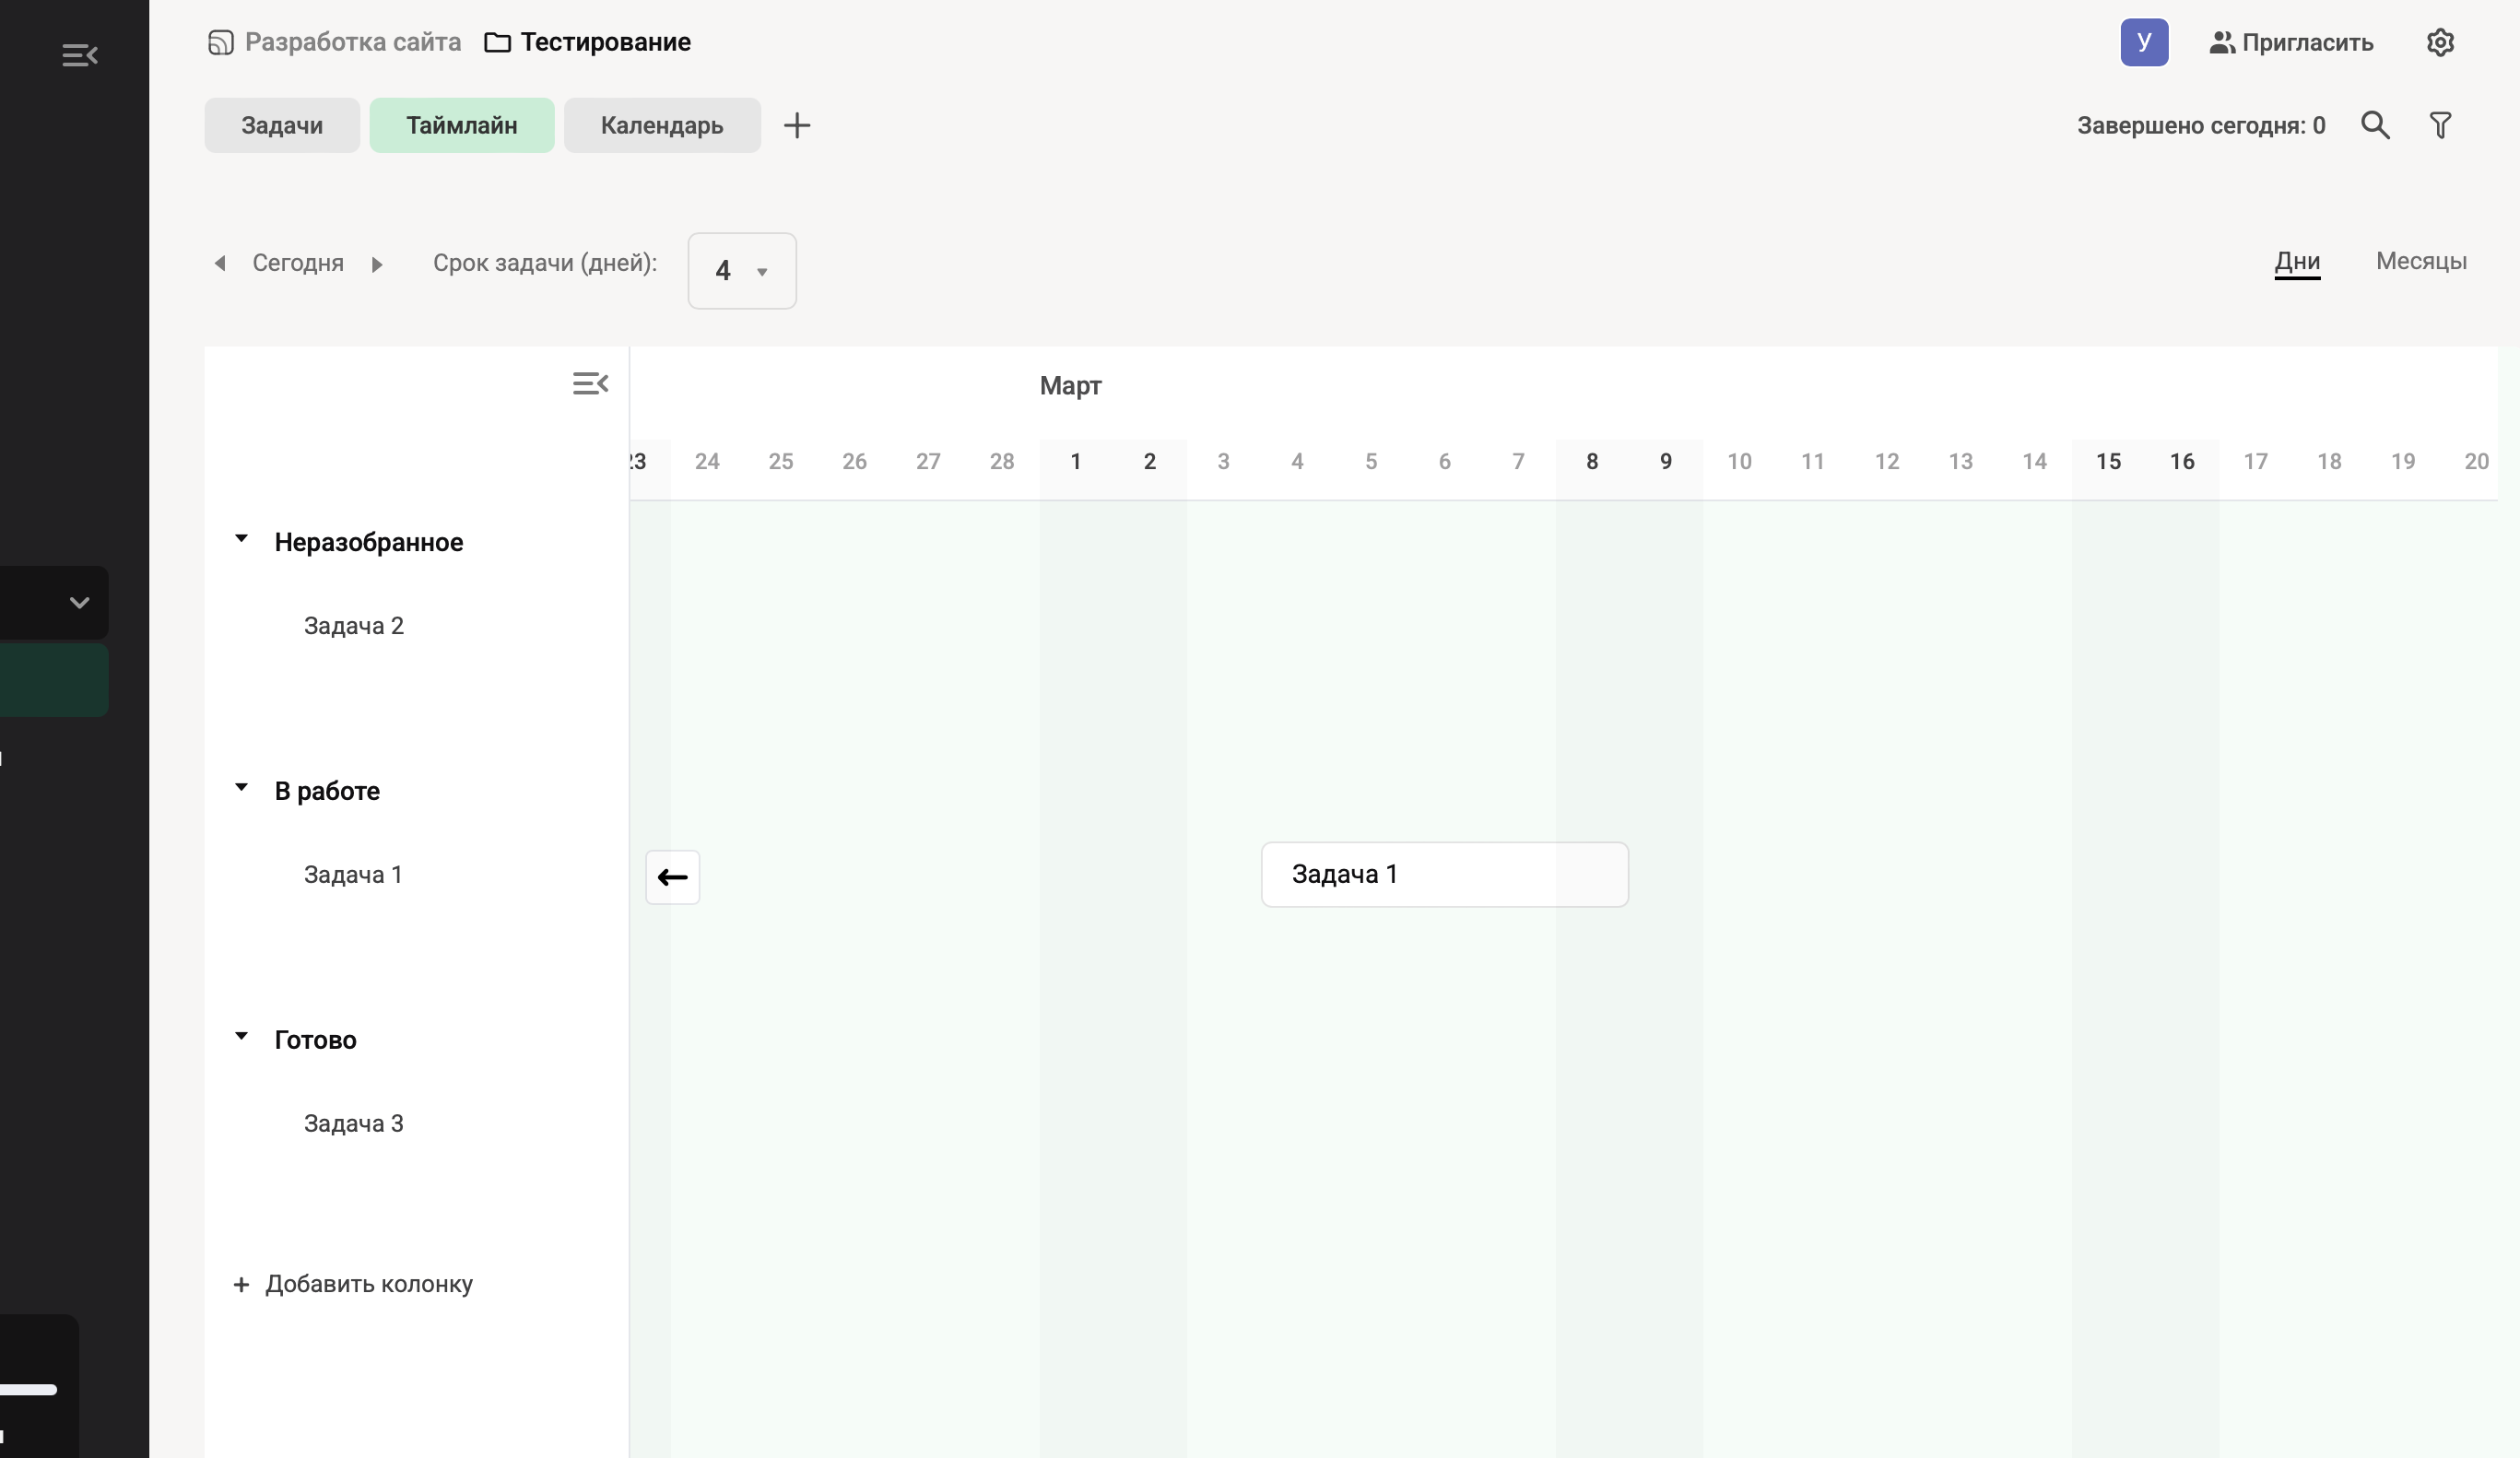 Разработка сайта Тестирование
У Пригласить
Задачи Таймлайн Календарь
Завершено сегодня: 0
Сегодня Срок задачи (дней): 4
Дни Месяцы
Март
23 24 25 26 27 28 1 2 3 4 5 6 7 8 9 10 11 12 13 14 15 16 17 18 19 20
Неразобранное
Задача 2
В работе
Задача 1
Задача 1
Готово
Задача 3
+ Добавить колонку